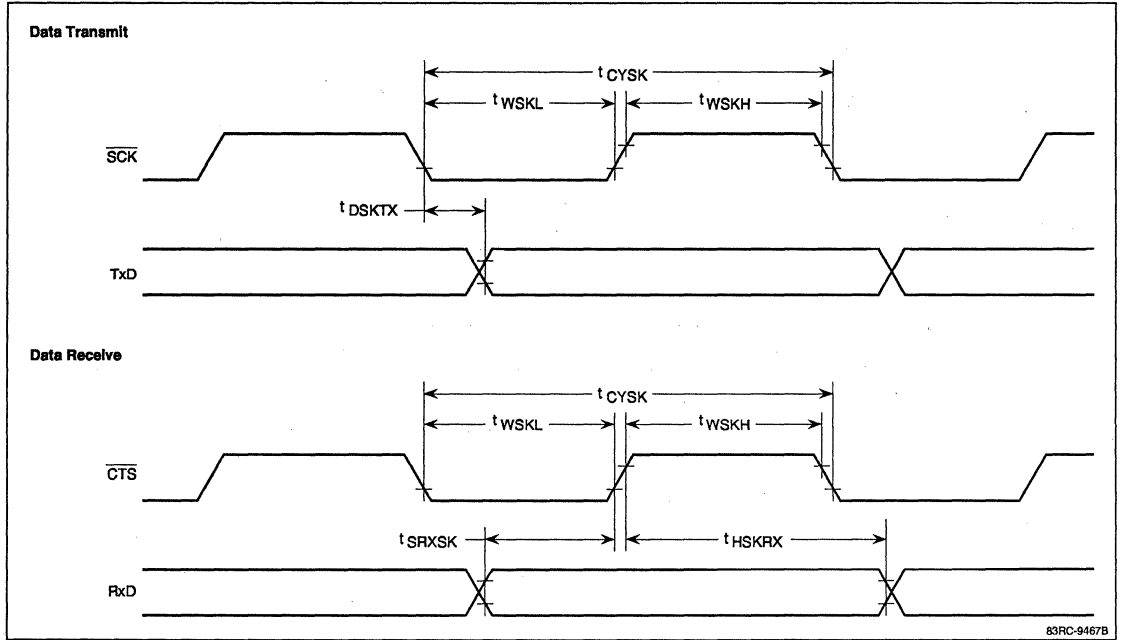 Data Transmit
t CYSK
t WSKL
t WSKH
SCK
t DSKTX
TxD
Data Receive
t CYSK
t WSKL
t WSKH
CTS
t SRXSK
t HSKRX
RxD
83RC-9467B